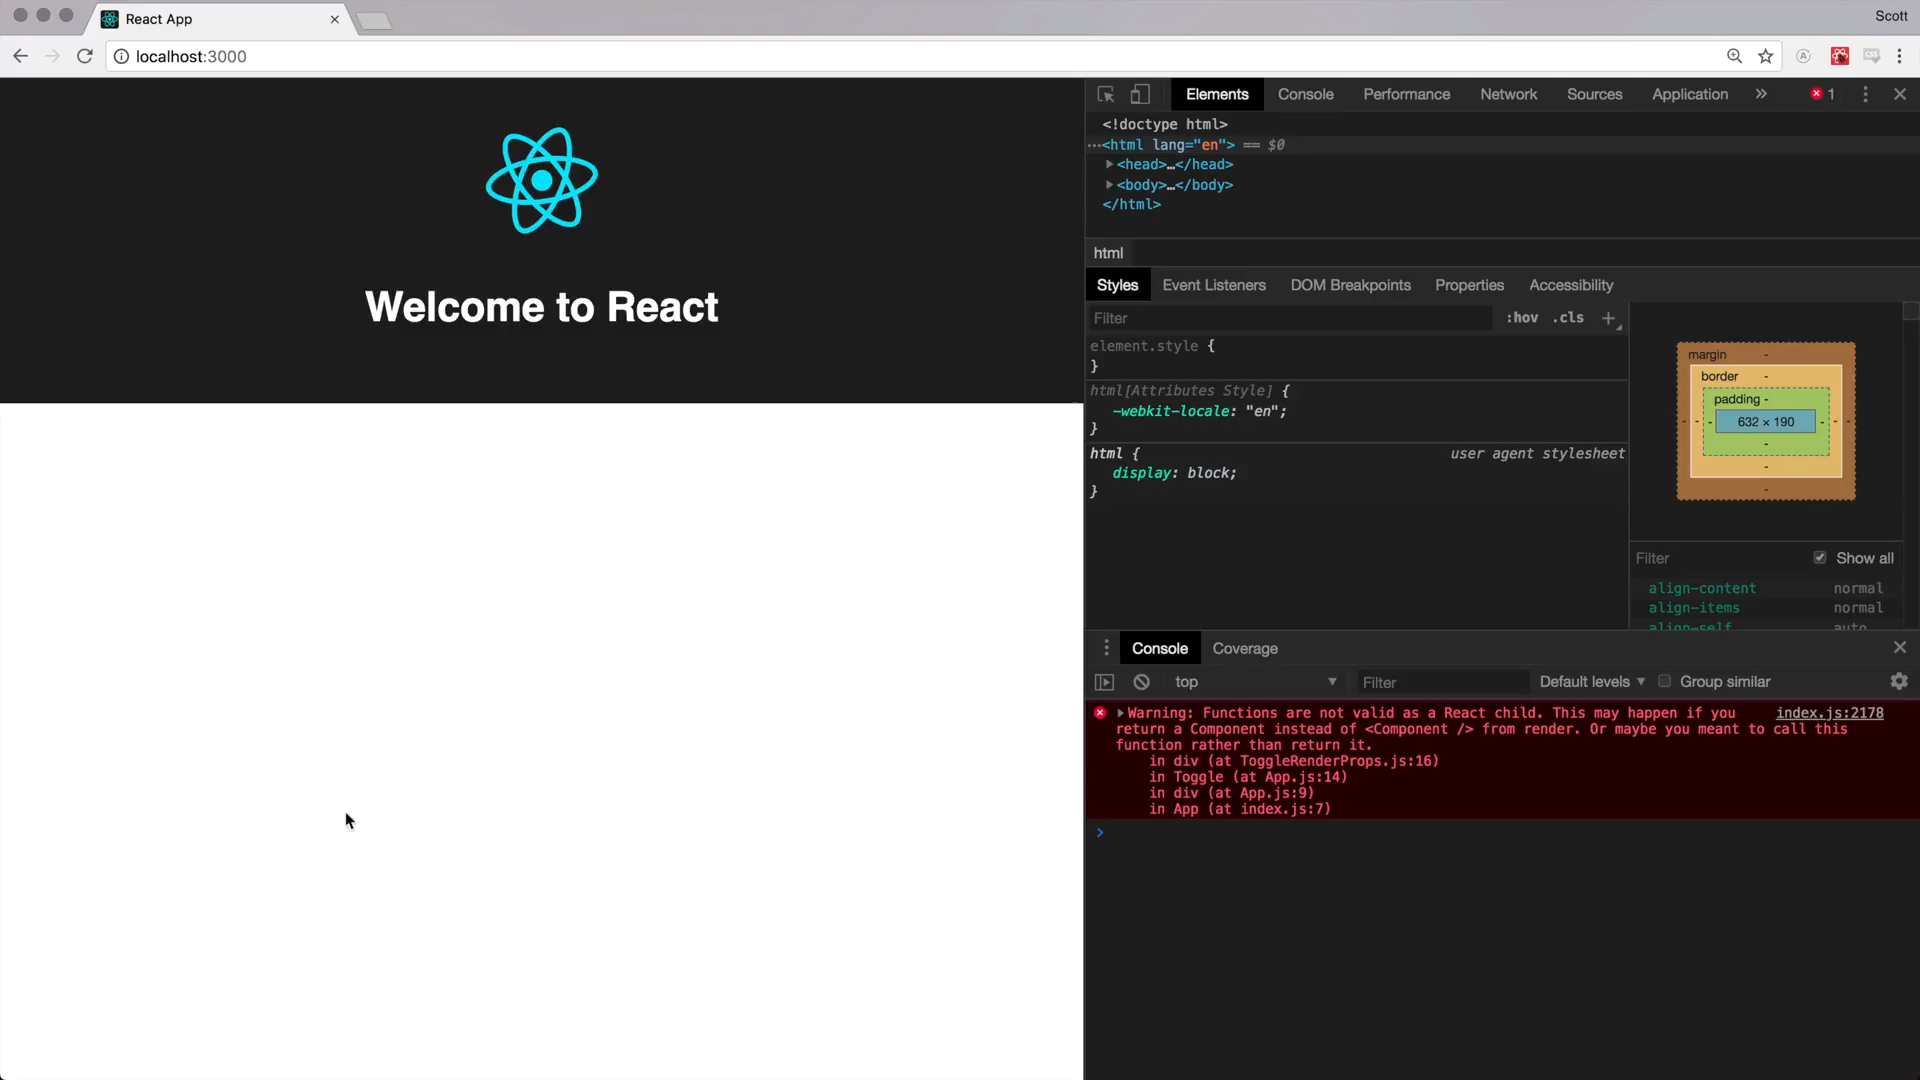 React App
Scott
localhost:3000
Welcome to React
Elements Console Performance Network Sources Application » 1
<!doctype html>
…<html lang="en"> == $0
<head>…</head>
<body>…</body>
</html>
html
Styles Event Listeners DOM Breakpoints Properties Accessibility
Filter :hov .cls +
element.style {
}
html[Attributes Style] {
-webkit-locale: "en";
}
html { user agent stylesheet
display: block;
}
margin -
border -
padding -
- - - 632 × 190 - - -
-
-
-
Filter Show all
align-content normal
align-items normal
align-self auto
Console Coverage
top Filter Default levels Group similar
Warning: Functions are not valid as a React child. This may happen if you index.js:2178
return a Component instead of <Component /> from render. Or maybe you meant to call this
function rather than return it.
in div (at ToggleRenderProps.js:16)
in Toggle (at App.js:14)
in div (at App.js:9)
in App (at index.js:7)
>